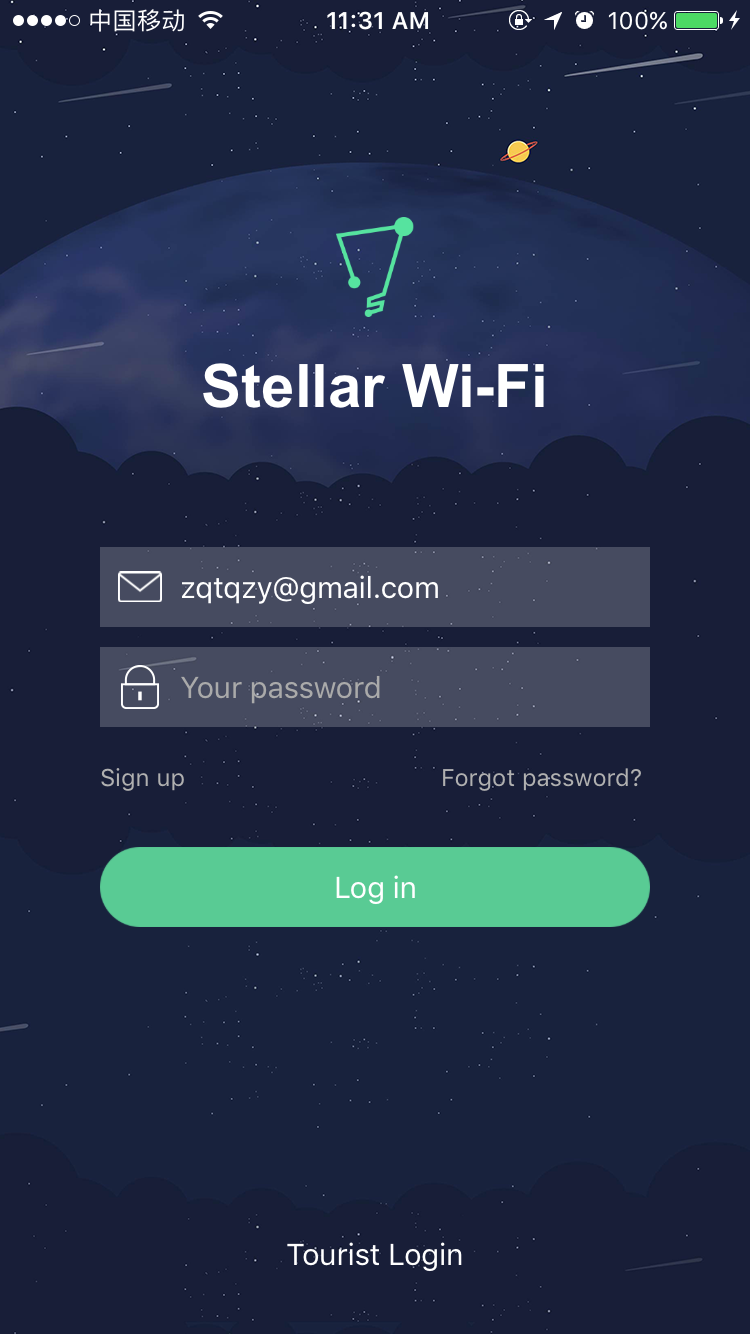 中国移动 11:31 AM 100%
Stellar Wi-Fi
zqtqzy@gmail.com
Your password
Sign up Forgot password?
Log in
Tourist Login